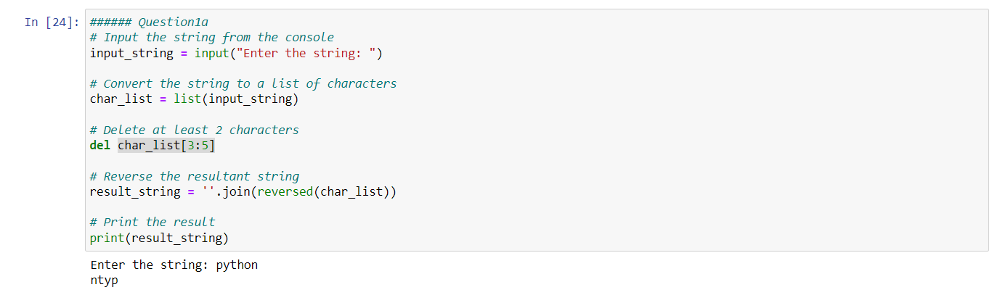 In [24]: ###### Question1a
# Input the string from the console
input_string = input("Enter the string: ")
# Convert the string to a list of characters
char_list = list(input_string)
# Delete at least 2 characters
del char_list[3:5]
# Reverse the resultant string
result_string = ''.join(reversed(char_list))
# Print the result
print(result_string)
Enter the string: python
ntyp